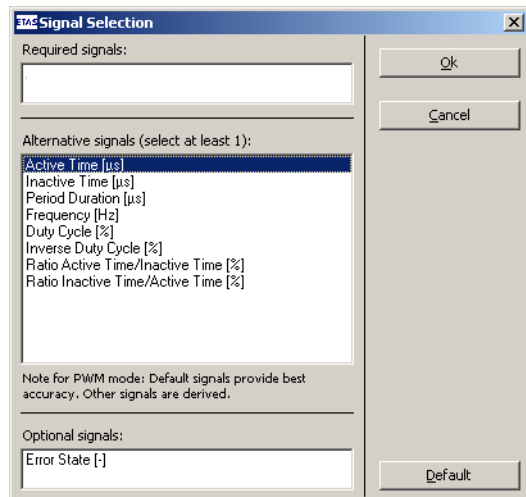 ETAS Signal Selection
Required signals:
Ok
Cancel
Alternative signals (select at least 1):
Active Time [µs]
Inactive Time [µs]
Period Duration [µs]
Frequency [Hz]
Duty Cycle [%]
Inverse Duty Cycle [%]
Ratio Active Time/Inactive Time [%]
Ratio Inactive Time/Active Time [%]
Note for PWM mode: Default signals provide best
accuracy. Other signals are derived.
Optional signals:
Error State [-]
Default